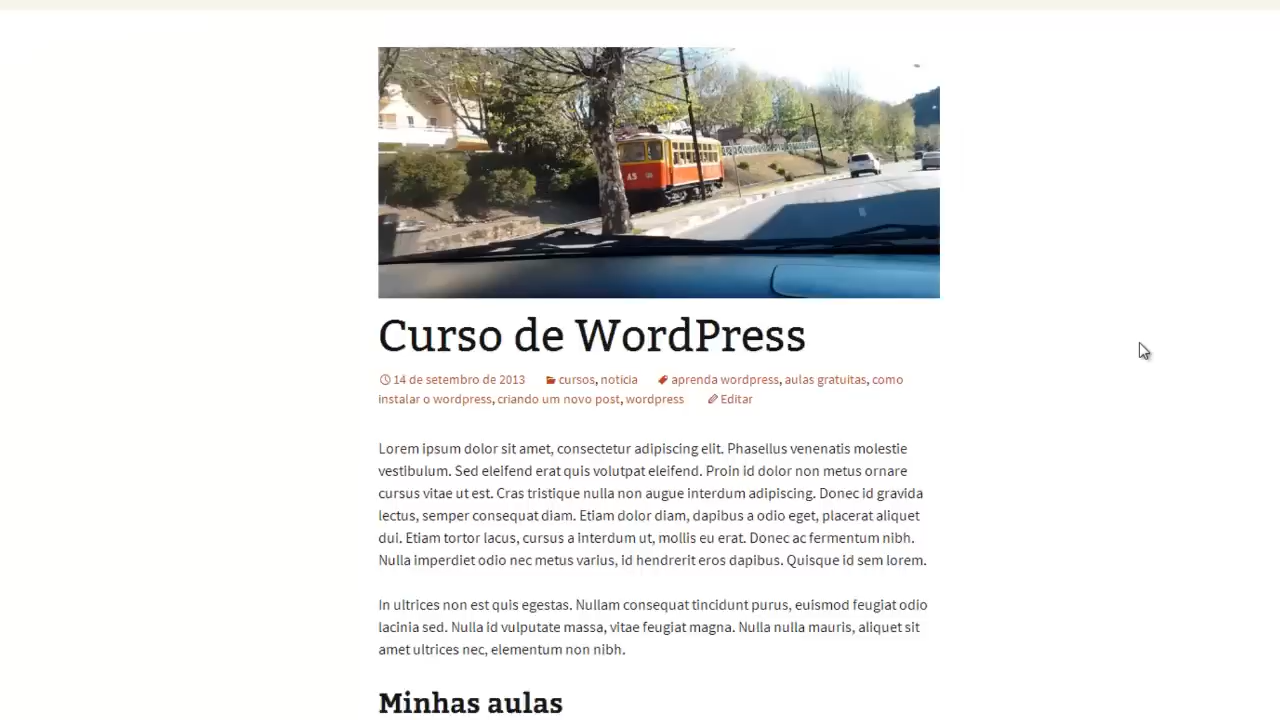 A5
Curso de WordPress
14 de setembro de 2013 cursos, notícia aprenda wordpress, aulas gratuitas, como
instalar o wordpress, criando um novo post, wordpress Editar
Lorem ipsum dolor sit amet, consectetur adipiscing elit. Phasellus venenatis molestie
vestibulum. Sed eleifend erat quis volutpat eleifend. Proin id dolor non metus ornare
cursus vitae ut est. Cras tristique nulla non augue interdum adipiscing. Donec id gravida
lectus, semper consequat diam. Etiam dolor diam, dapibus a odio eget, placerat aliquet
dui. Etiam tortor lacus, cursus a interdum ut, mollis eu erat. Donec ac fermentum nibh.
Nulla imperdiet odio nec metus varius, id hendrerit eros dapibus. Quisque id sem lorem.
In ultrices non est quis egestas. Nullam consequat tincidunt purus, euismod feugiat odio
lacinia sed. Nulla id vulputate massa, vitae feugiat magna. Nulla nulla mauris, aliquet sit
amet ultrices nec, elementum non nibh.
Minhas aulas